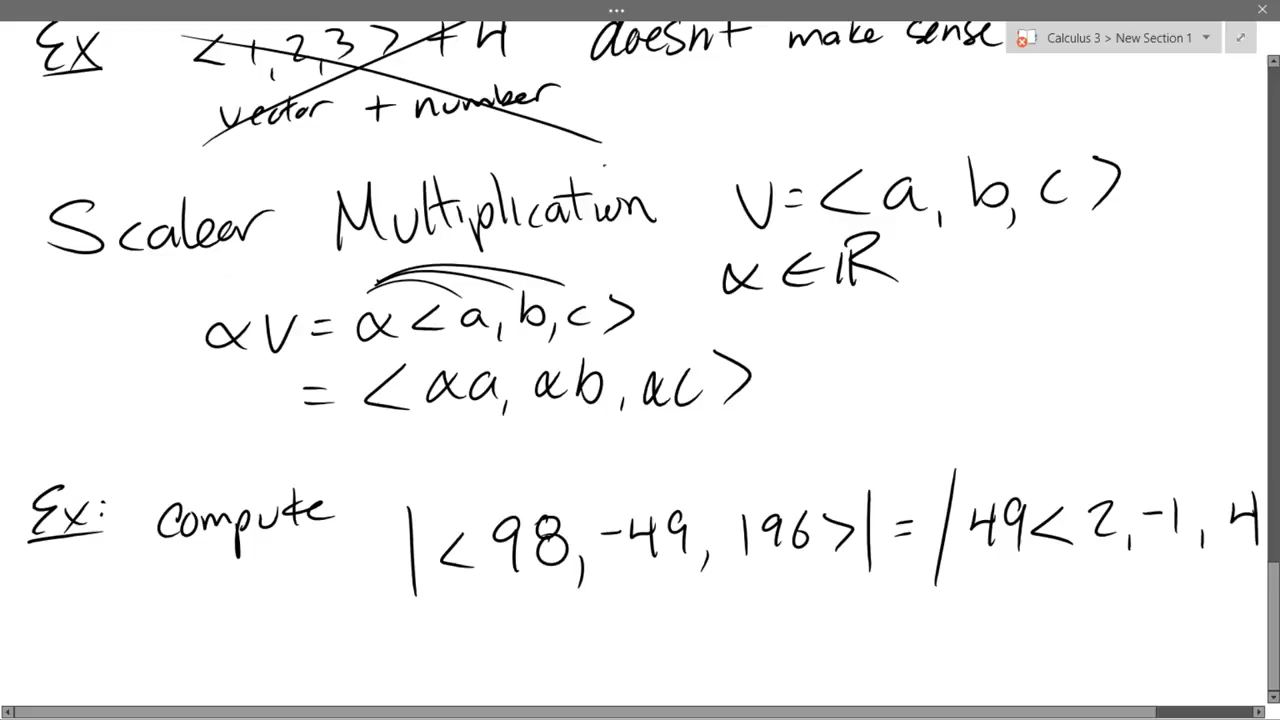 Ex <1,2,3> + 4 doesn't make sense
Calculus 3 > New Section 1
vector + number
Scalear Multiplication V = <a, b, c>
α ∈ ℝ
αV = α<a, b, c>
= <αa, αb, αc>
Ex: compute |<98, -49, 196>| = |49<2, -1, 4